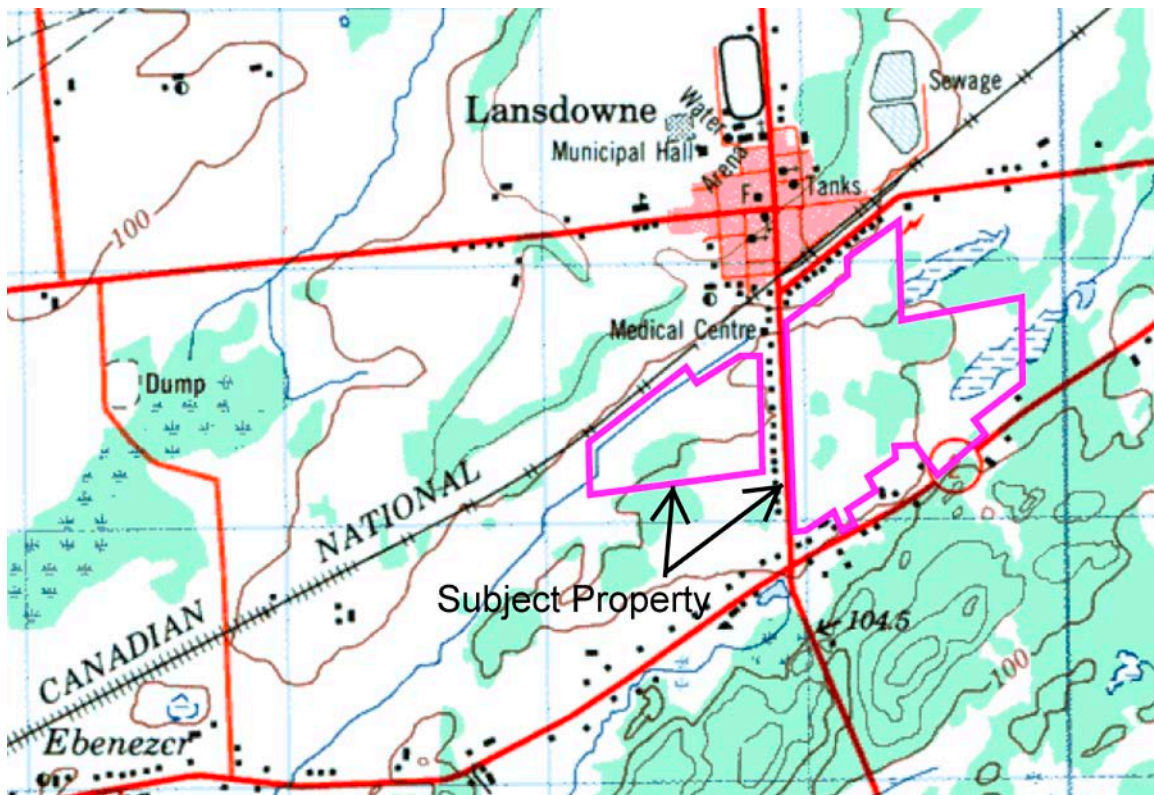 Sewage
Lansdowne
Water
Municipal Hall
Arena
F
Tanks
100
Medical Centre
Dump
CANADIAN NATIONAL
Subject Property
104.5
100
Ebenezer